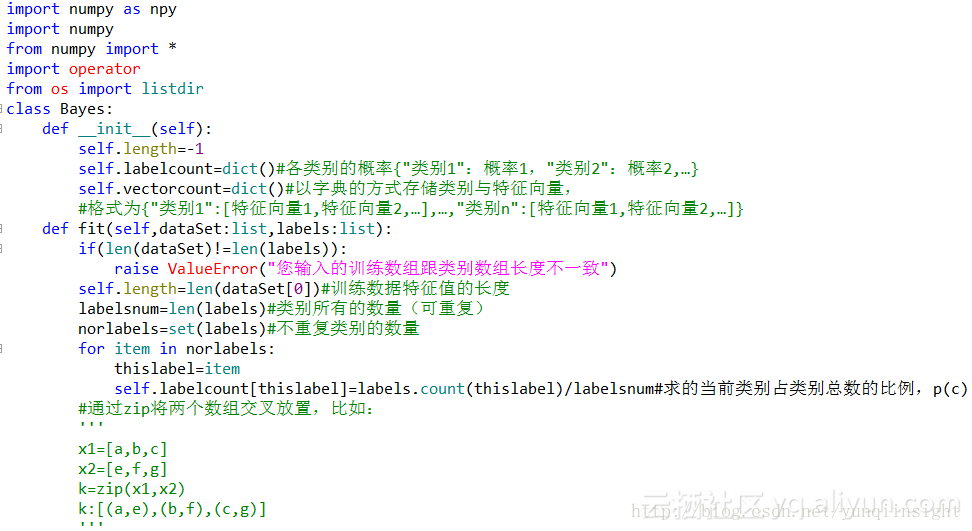 import numpy as npy
import numpy
from numpy import *
import operator
from os import listdir
class Bayes:
    def __init__(self):
        self.length=-1
        self.labelcount=dict()#各类别的概率{"类别1": 概率1, "类别2": 概率2,…}
        self.vectorcount=dict()#以字典的方式存储类别与特征向量，
        #格式为{"类别1":[特征向量1,特征向量2,…],…,"类别n":[特征向量1,特征向量2,…]}
    def fit(self,dataSet:list,labels:list):
        if(len(dataSet)!=len(labels)):
            raise ValueError("您输入的训练数组跟类别数组长度不一致")
        self.length=len(dataSet[0])#训练数据特征值的长度
        labelsnum=len(labels)#类别所有的数量（可重复）
        norlabels=set(labels)#不重复类别的数量
        for item in norlabels:
            thislabel=item
            self.labelcount[thislabel]=labels.count(thislabel)/labelsnum#求的当前类别占类别总数的比例，p(c)
        #通过zip将两个数组交叉放置，比如：
        '''
        x1=[a,b,c]
        x2=[e,f,g]
        k=zip(x1,x2)
        k:[(a,e),(b,f),(c,g)]
        '''
云栖社区 yq.aliyun.com
http://blog.csdn.net/yunqiinsight